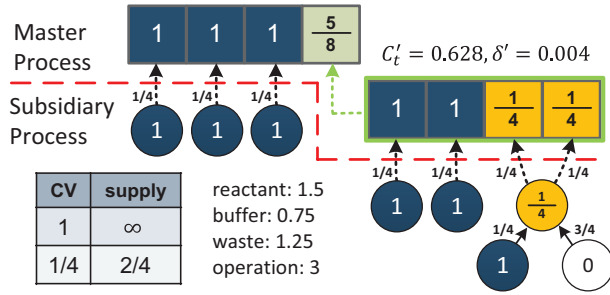 Master Process
1 1 1 5/8
C't = 0.628, δ' = 0.004
1/4 1/4 1/4
Subsidiary Process
1 1 1
1 1 1/4 1/4
1/4 1/4 1/4 1/4
1 1 1/4
1/4 3/4
1 0
CV supply
1 ∞
1/4 2/4
reactant: 1.5
buffer: 0.75
waste: 1.25
operation: 3